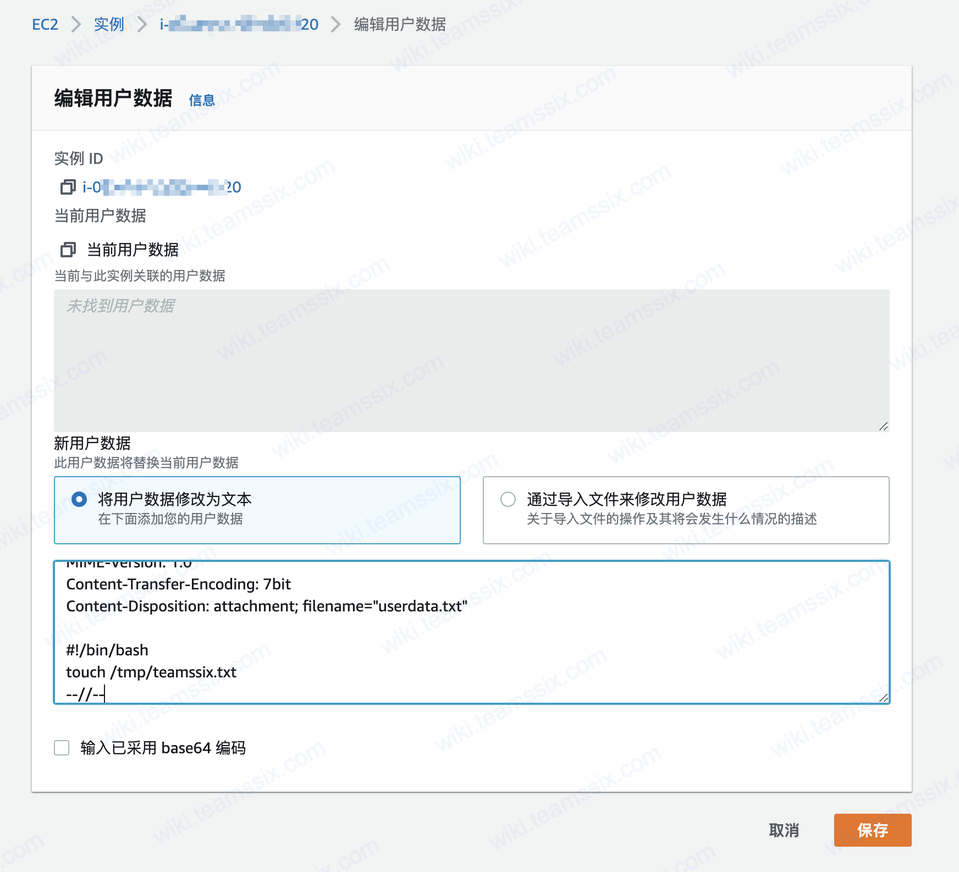 EC2 > 实例 > i-20 > 编辑用户数据
编辑用户数据 信息
实例 ID
i-020
当前用户数据
当前用户数据
当前与此实例关联的用户数据
未找到用户数据
新用户数据
此用户数据将替换当前用户数据
将用户数据修改为文本
在下面添加您的用户数据
通过导入文件来修改用户数据
关于导入文件的操作及其将会发生什么情况的描述
MIME-Version: 1.0
Content-Transfer-Encoding: 7bit
Content-Disposition: attachment; filename="userdata.txt"
#!/bin/bash
touch /tmp/teamssix.txt
--//--
输入已采用 base64 编码
取消 保存
wiki.teamssix.com